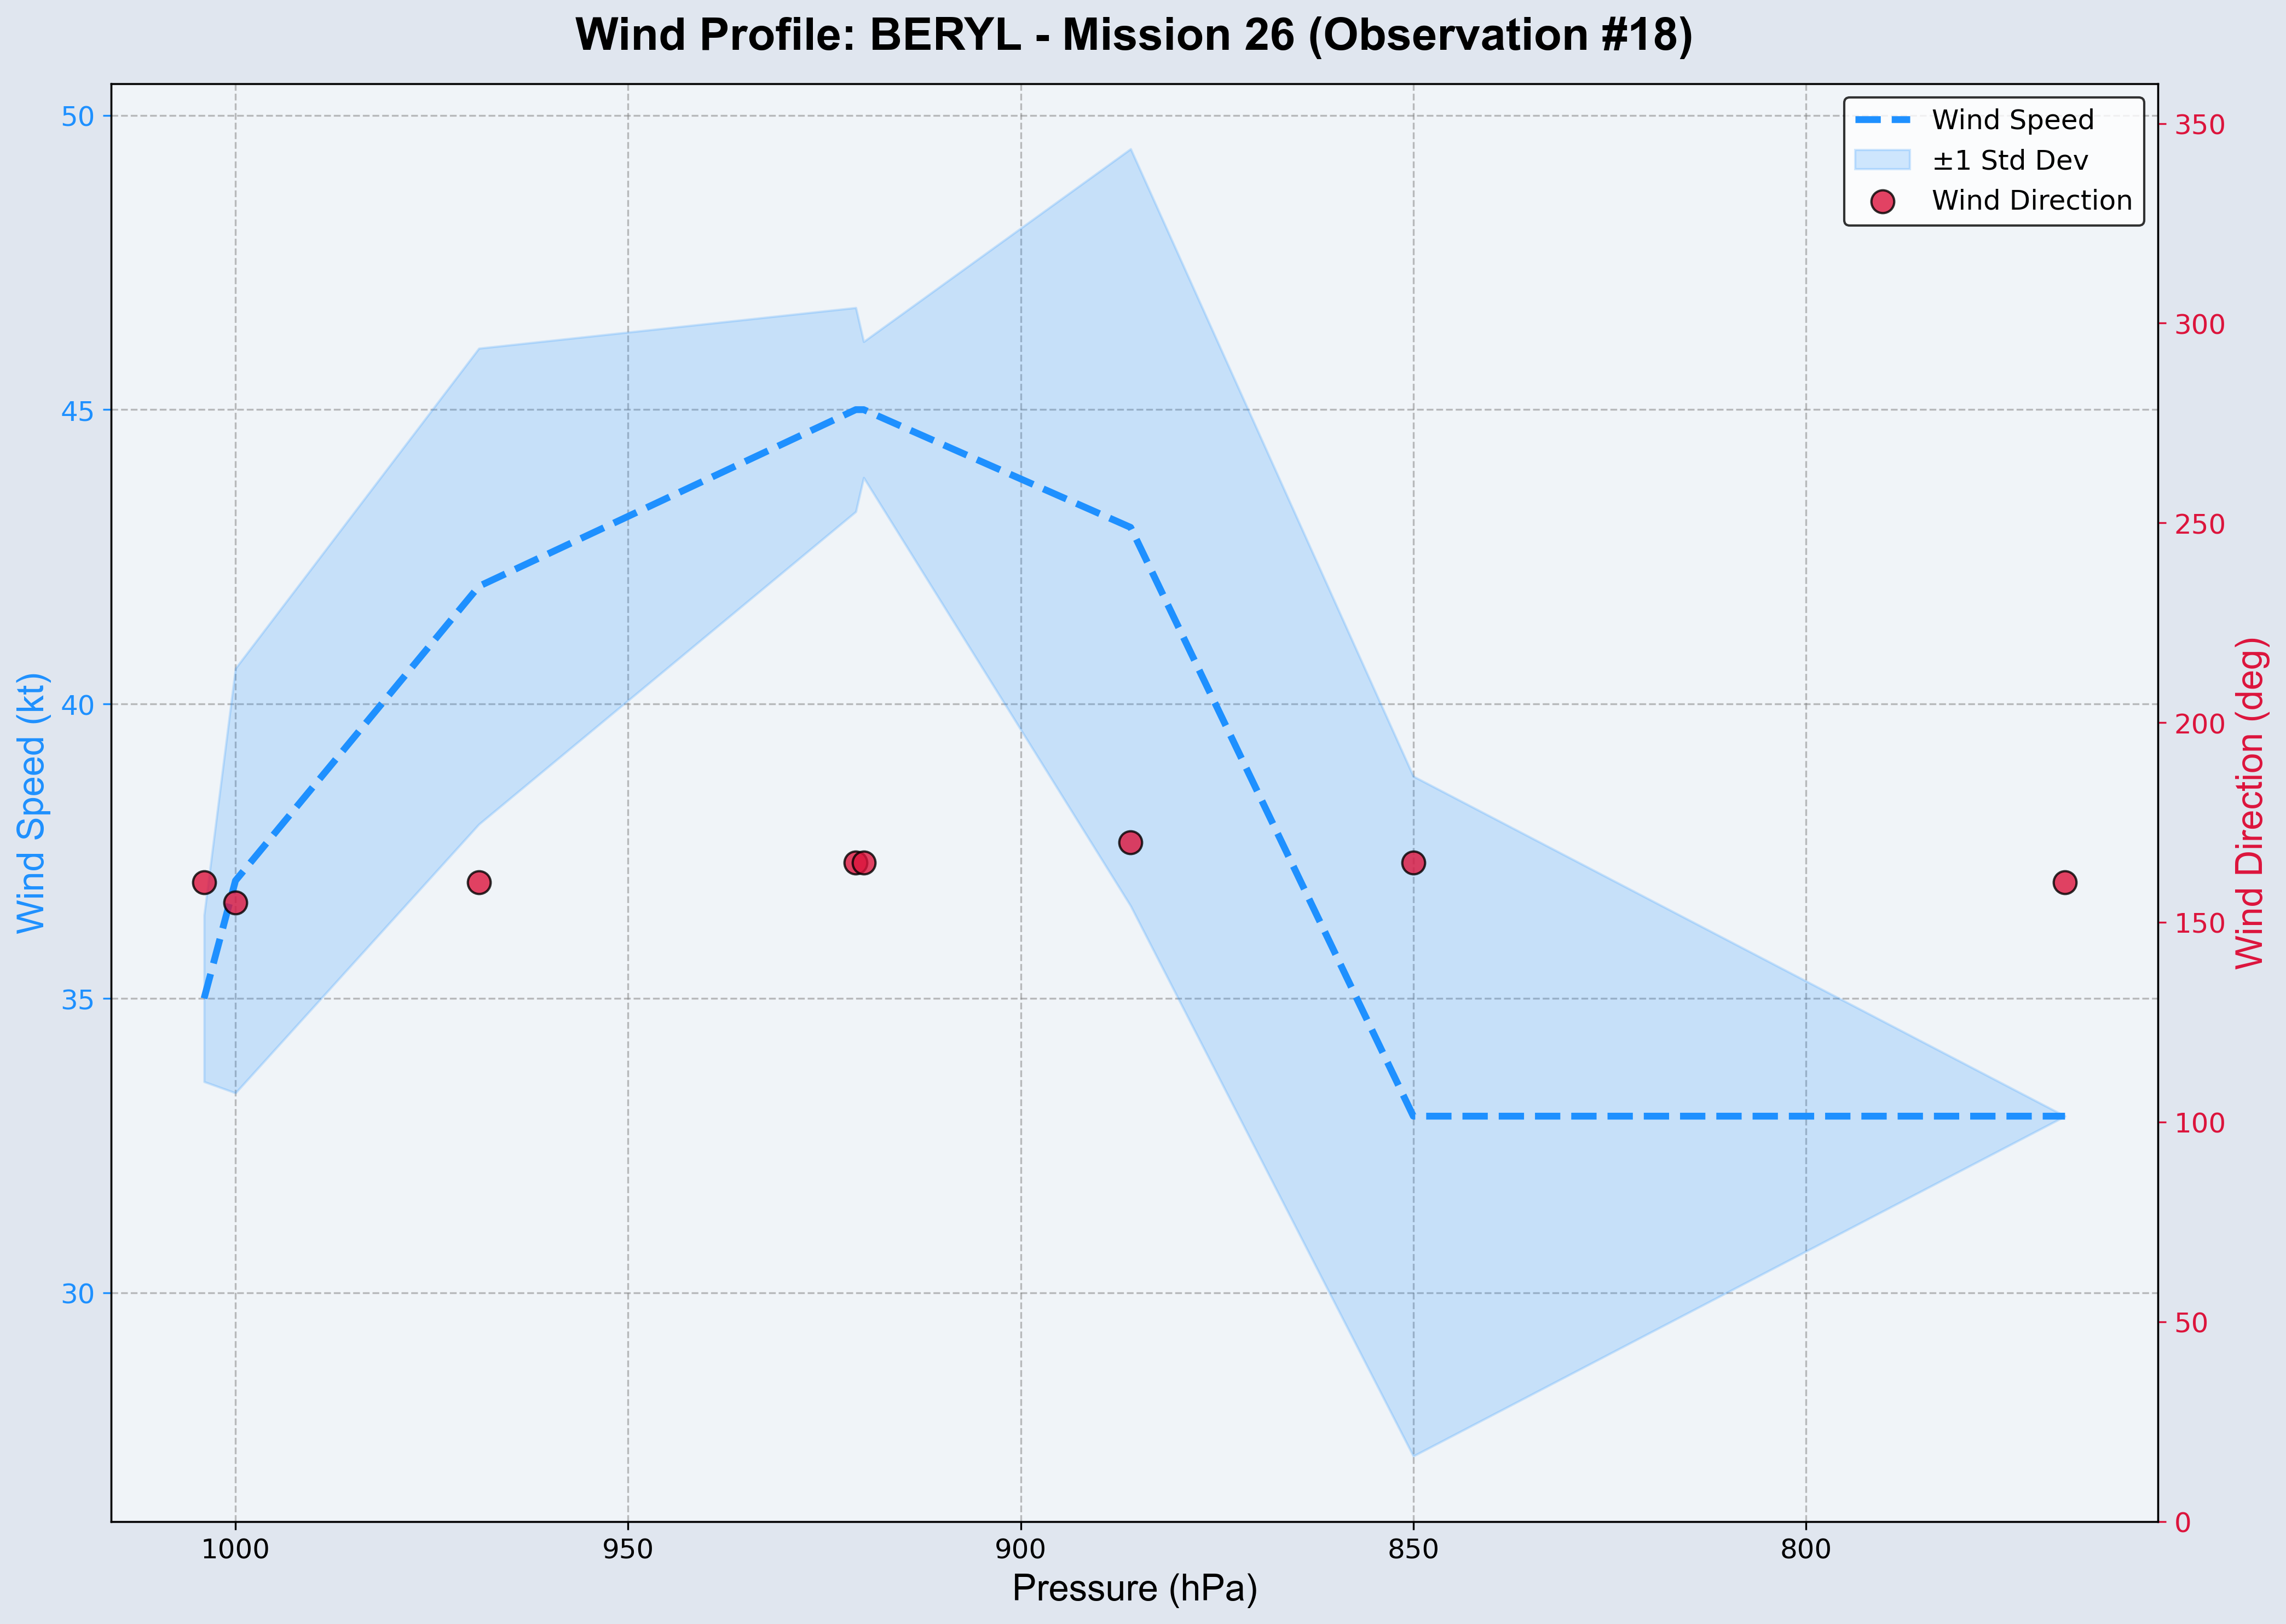 Wind Profile: BERYL - Mission 26 (Observation #18)
Wind Speed
±1 Std Dev
Wind Direction
50
45
40
35
30
Wind Speed (kt)
350
300
250
200
150
100
50
0
Wind Direction (deg)
1000 950 900 850 800
Pressure (hPa)